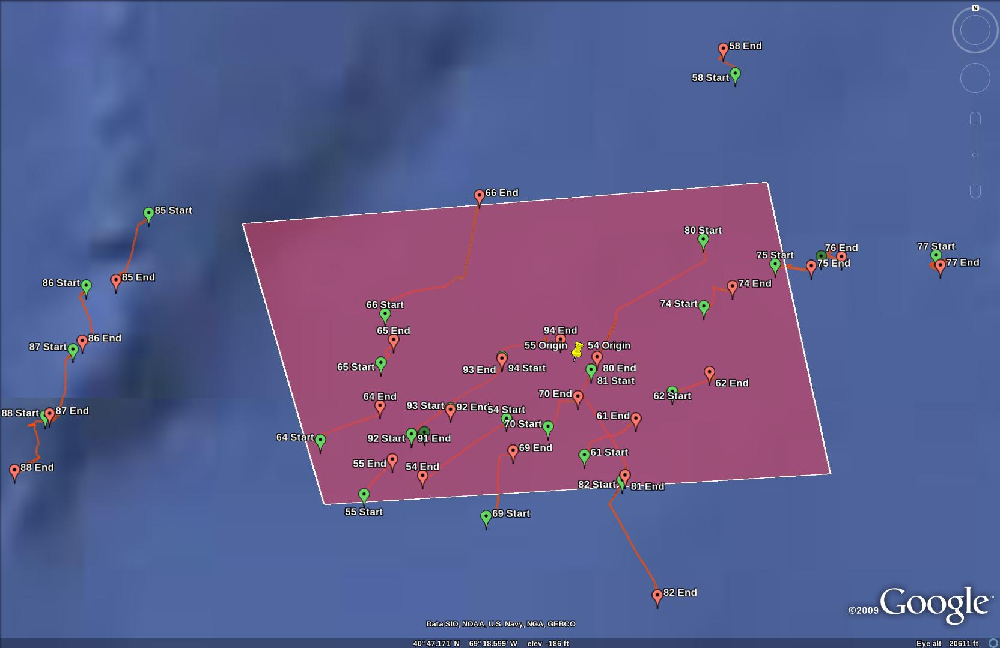 N
58 End
58 Start
66 End
85 Start
80 Start
77 Start
76 End
75 Start
75 End
77 End
85 End
86 Start
74 End
74 Start
66 Start
65 End
94 End
86 End
87 Start
55 Origin
54 Origin
65 Start
93 End
94 Start
80 End
81 Start
62 End
70 End
62 Start
64 End
93 Start
92 End
54 Start
88 Start
87 End
61 End
70 Start
64 Start
92 Start
91 End
69 End
61 Start
55 End
54 End
88 End
82 Start
81 End
55 Start
69 Start
82 End
©2009 Google™
Data SIO, NOAA, U.S. Navy, NGA, GEBCO
40° 47.171' N 69° 18.599' W elev -186 ft
Eye alt 20611 ft